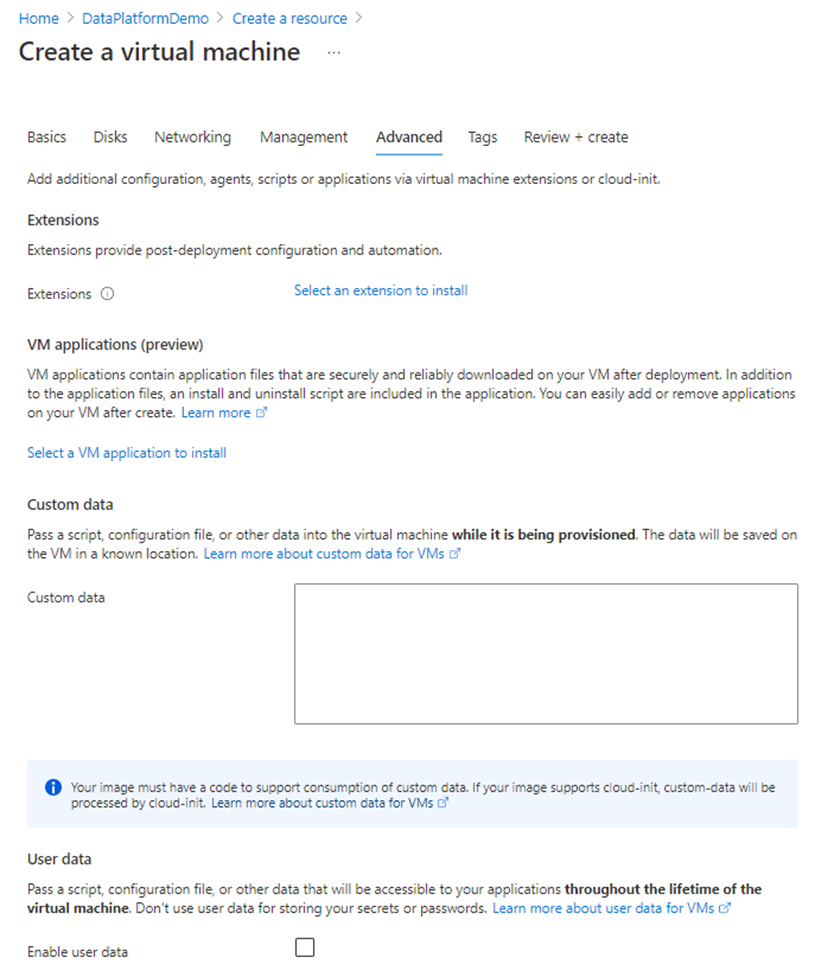 Home > DataPlatformDemo > Create a resource >
Create a virtual machine ...
Basics Disks Networking Management Advanced Tags Review + create
Add additional configuration, agents, scripts or applications via virtual machine extensions or cloud-init.
Extensions
Extensions provide post-deployment configuration and automation.
Extensions Select an extension to install
VM applications (preview)
VM applications contain application files that are securely and reliably downloaded on your VM after deployment. In addition
to the application files, an install and uninstall script are included in the application. You can easily add or remove applications
on your VM after create. Learn more
Select a VM application to install
Custom data
Pass a script, configuration file, or other data into the virtual machine while it is being provisioned. The data will be saved on
the VM in a known location. Learn more about custom data for VMs
Custom data
Your image must have a code to support consumption of custom data. If your image supports cloud-init, custom-data will be
processed by cloud-init. Learn more about custom data for VMs
User data
Pass a script, configuration file, or other data that will be accessible to your applications throughout the lifetime of the
virtual machine. Don't use user data for storing your secrets or passwords. Learn more about user data for VMs
Enable user data